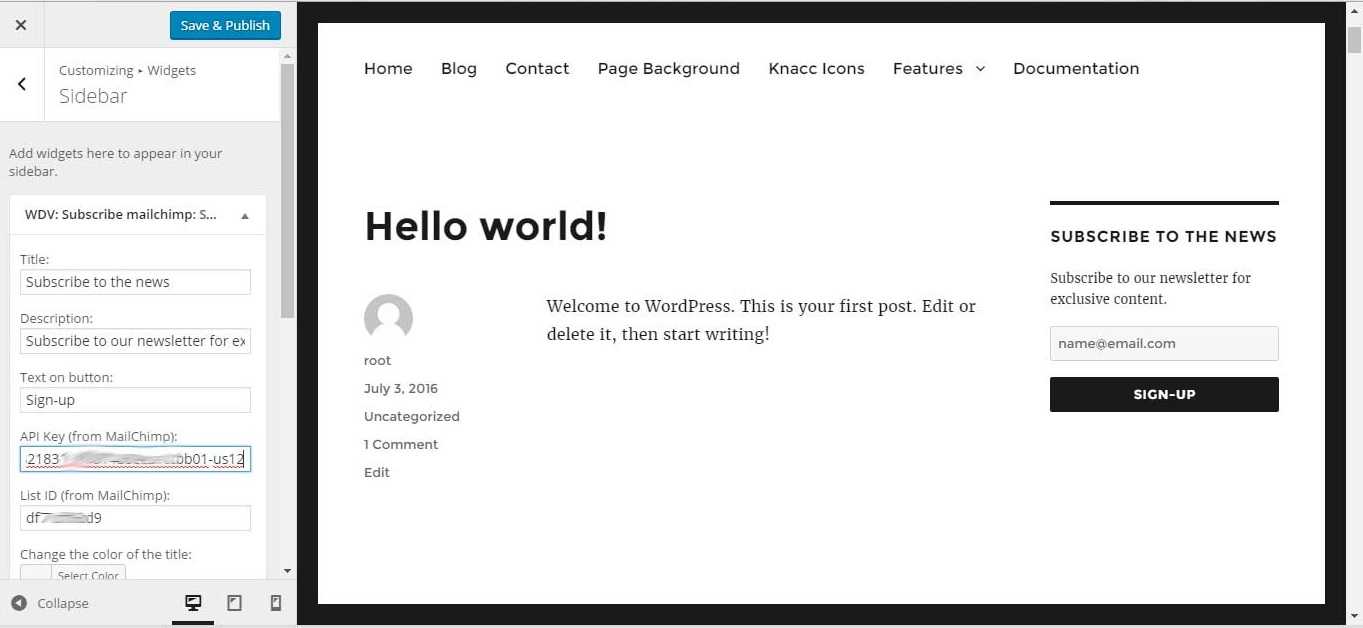 Save & Publish
Customizing ▸ Widgets
Sidebar
Add widgets here to appear in your
sidebar.
WDV: Subscribe mailchimp: S...
Title:
Subscribe to the news
Description:
Subscribe to our newsletter for ex
Text on button:
Sign-up
API Key (from MailChimp):
21831 bb01-us12
List ID (from MailChimp):
df7 d9
Change the color of the title:
Select Color
Collapse
Home Blog Contact Page Background Knacc Icons Features Documentation
Hello world!
root
July 3, 2016
Uncategorized
1 Comment
Edit
Welcome to WordPress. This is your first post. Edit or
delete it, then start writing!
SUBSCRIBE TO THE NEWS
Subscribe to our newsletter for
exclusive content.
name@email.com
SIGN-UP